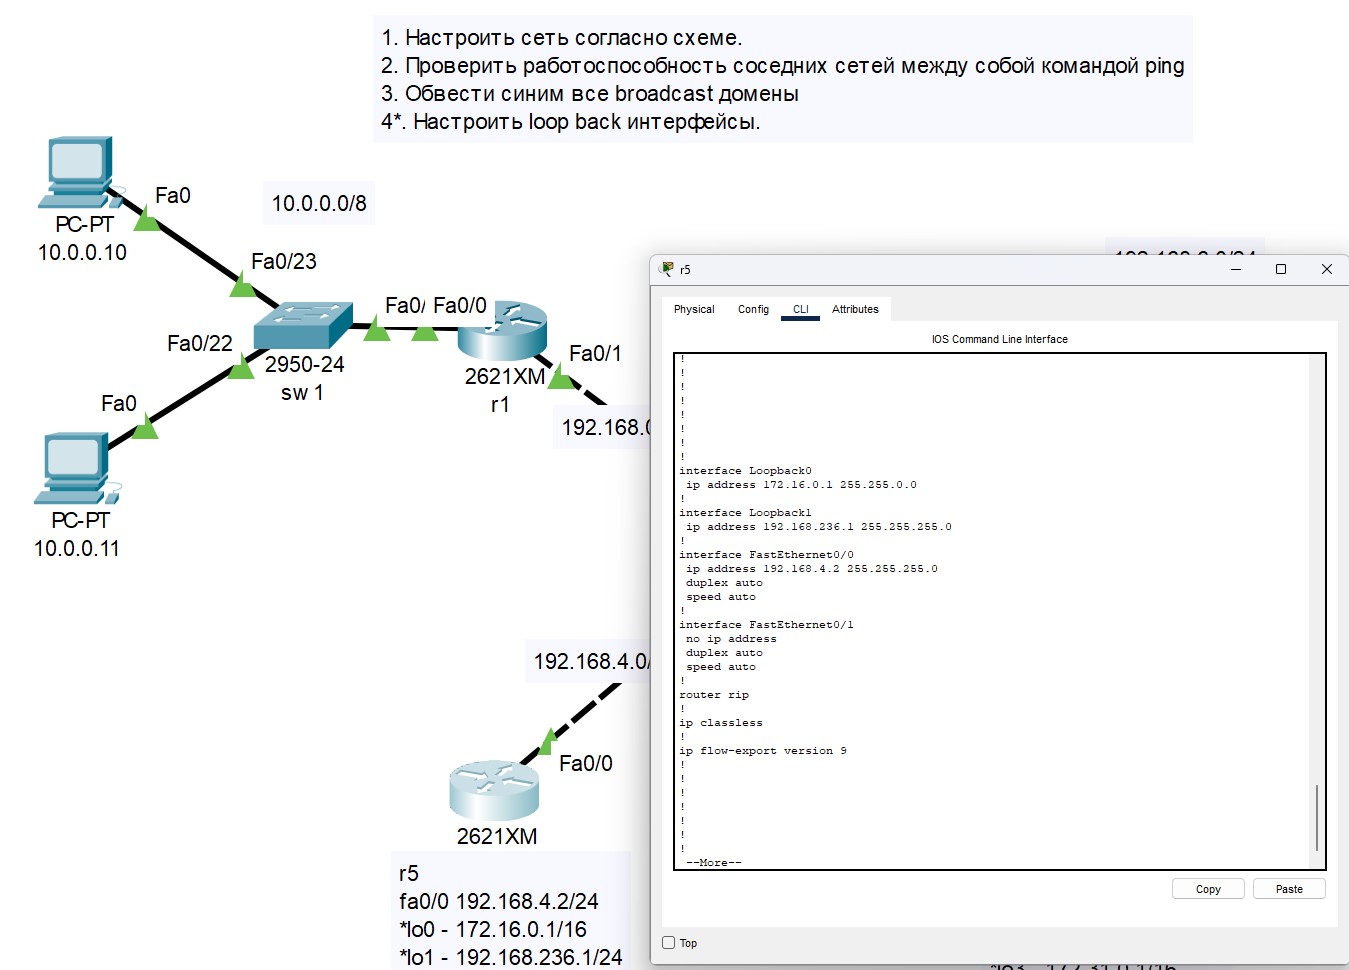 1. Настроить сеть согласно схеме.
2. Проверить работоспособность соседних сетей между собой командой ping
3. Обвести синим все broadcast домены
4*. Настроить loop back интерфейсы.
Fa0
10.0.0.0/8
PC-PT
10.0.0.10
Fa0/23
Fa0/
Fa0/0
Fa0/22
2950-24
sw 1
Fa0/1
2621XM
r1
Fa0
192.168.
PC-PT
10.0.0.11
192.168.4.0/
Fa0/0
2621XM
r5
fa0/0 192.168.4.2/24
*lo0 - 172.16.0.1/16
*lo1 - 192.168.236.1/24
r5
Physical
Config
CLI
Attributes
IOS Command Line Interface
!
!
!
!
!
!
!
!
interface Loopback0
ip address 172.16.0.1 255.255.0.0
!
interface Loopback1
ip address 192.168.236.1 255.255.255.0
!
interface FastEthernet0/0
ip address 192.168.4.2 255.255.255.0
duplex auto
speed auto
!
interface FastEthernet0/1
no ip address
duplex auto
speed auto
!
router rip
!
ip classless
!
ip flow-export version 9
!
!
!
!
!
!
!
--More--
Copy
Paste
Top